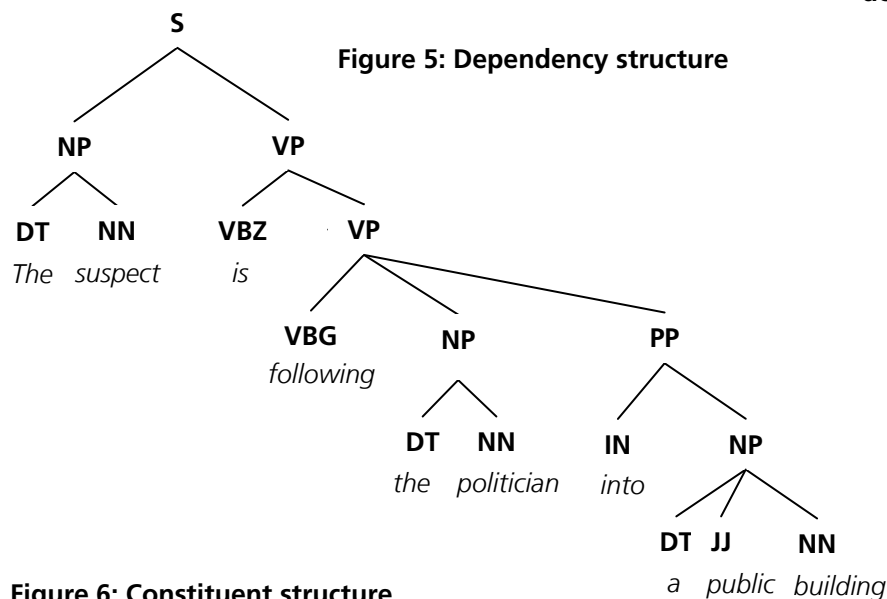 S
Figure 5: Dependency structure
NP VP
DT NN VBZ VP
The suspect is
VBG NP PP
following
DT NN IN NP
the politician into
DT JJ NN
a public building
Figure 6: Constituent structure